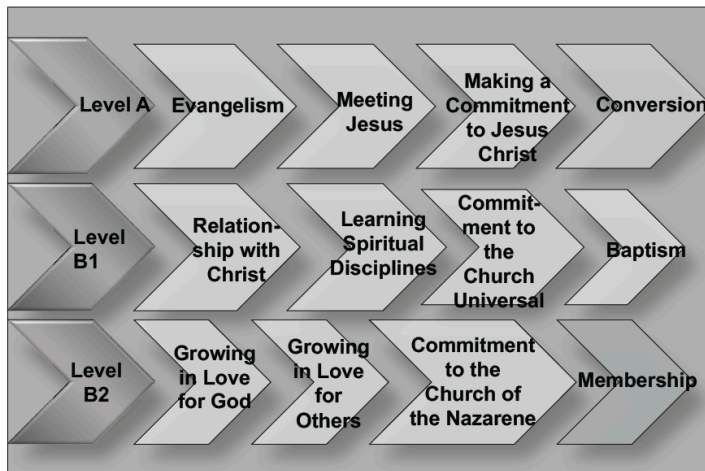 Level A
Evangelism
Meeting
Jesus
Making a
Commitment
to Jesus
Christ
Conversion
Level
B1
Relation-
ship with
Christ
Learning
Spiritual
Disciplines
Commit-
ment to
the
Church
Universal
Baptism
Level
B2
Growing
in Love
for God
Growing
in Love
for
Others
Commitment
to the
Church of
the Nazarene
Membership